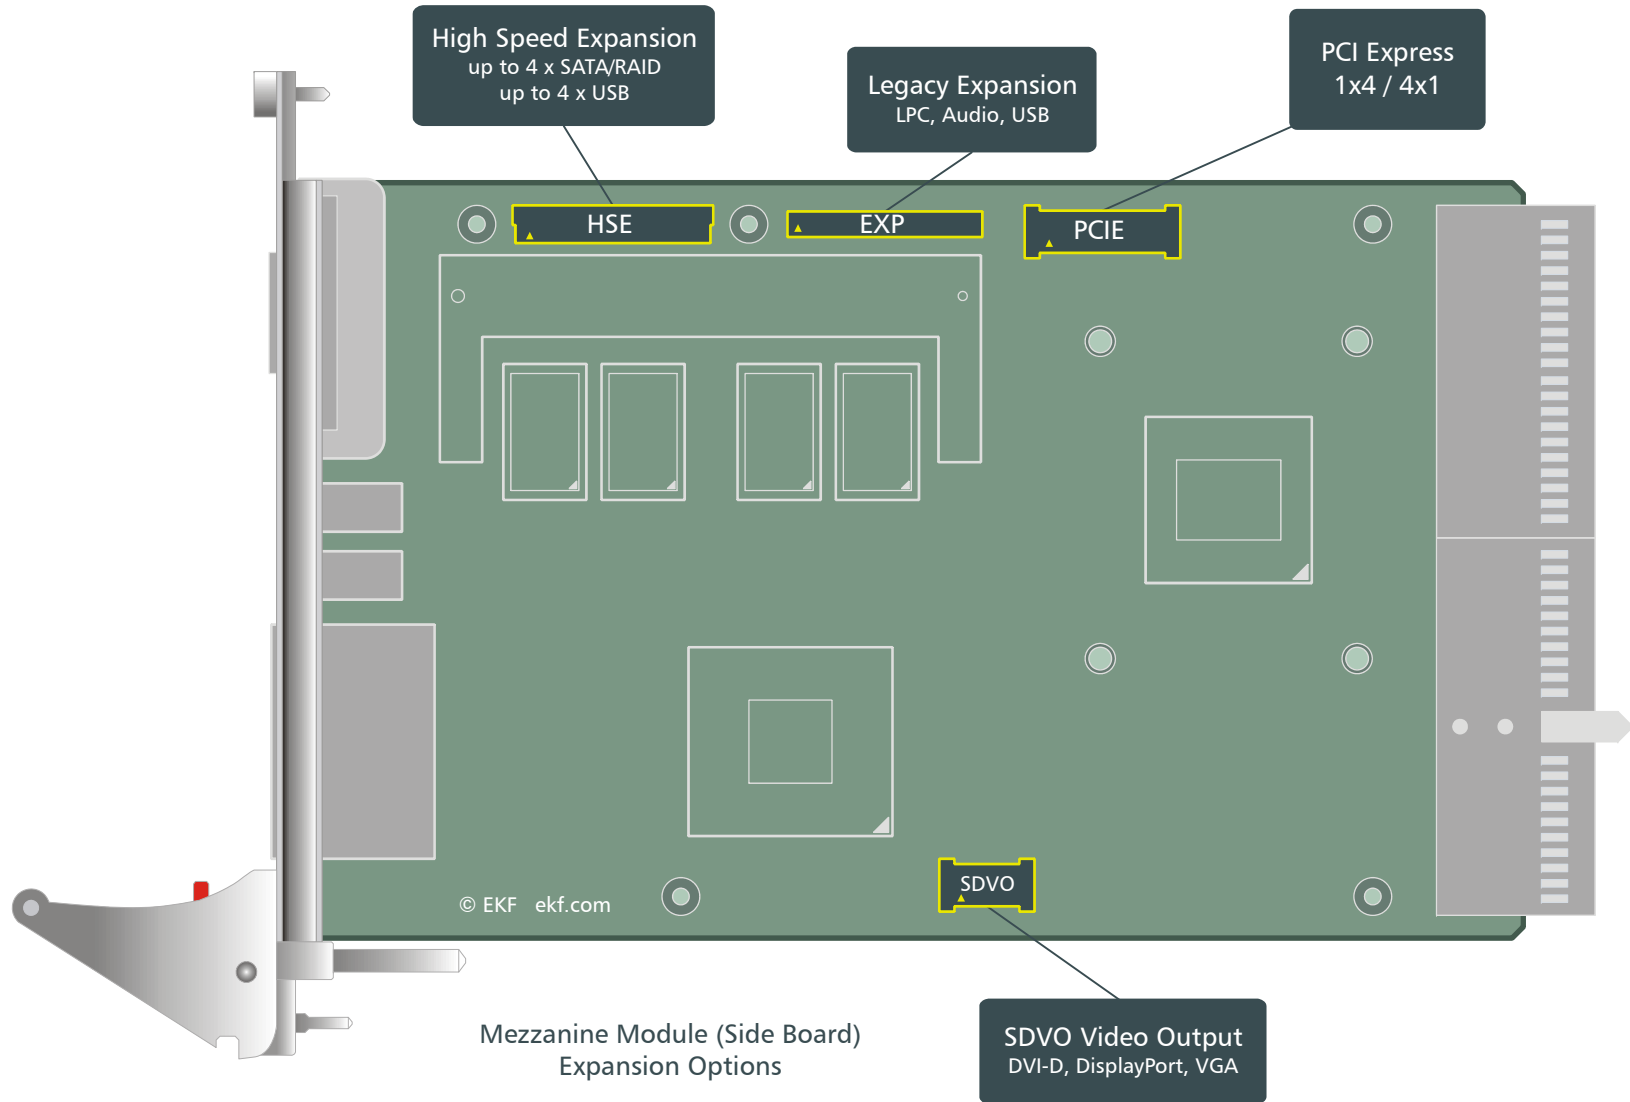 High Speed Expansion
up to 4 x SATA/RAID
up to 4 x USB
Legacy Expansion
LPC, Audio, USB
PCI Express
1x4 / 4x1
HSE
EXP
PCIE
SDVO
© EKF ekf.com
Mezzanine Module (Side Board)
Expansion Options
SDVO Video Output
DVI-D, DisplayPort, VGA